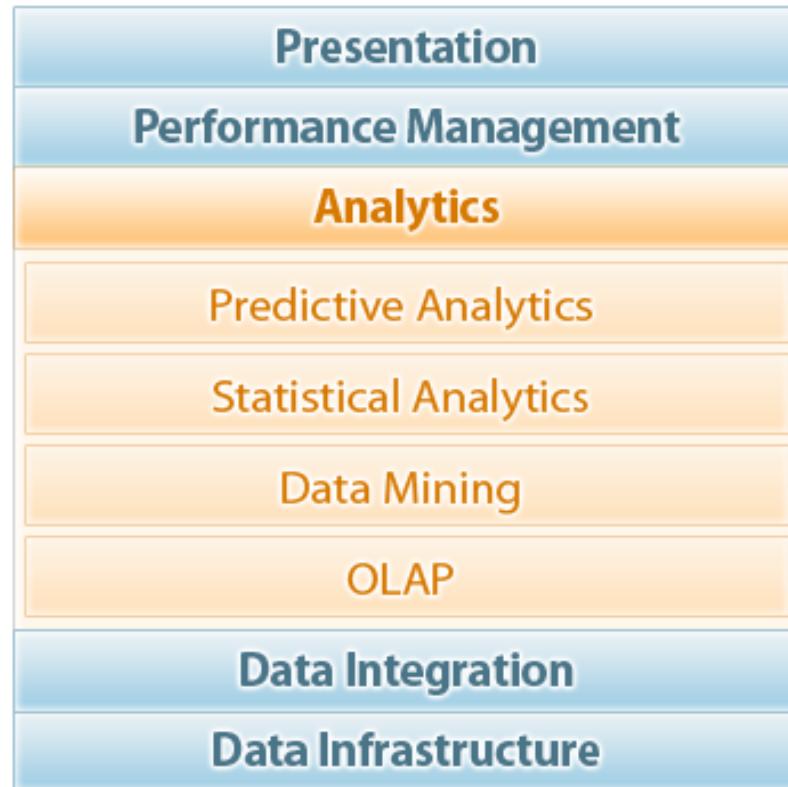 Presentation
Performance Management
Analytics
Predictive Analytics
Statistical Analytics
Data Mining
OLAP
Data Integration
Data Infrastructure